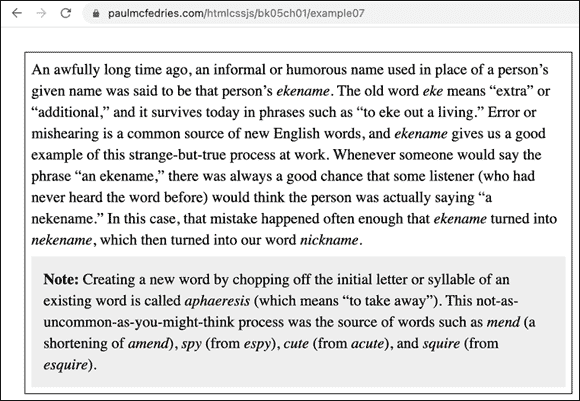 paulmcfedries.com/htmlcssjs/bk05ch01/example07
An awfully long time ago, an informal or humorous name used in place of a person’s
given name was said to be that person’s ekename. The old word eke means “extra” or
“additional,” and it survives today in phrases such as “to eke out a living.” Error or
mishearing is a common source of new English words, and ekename gives us a good
example of this strange-but-true process at work. Whenever someone would say the
phrase “an ekename,” there was always a good chance that some listener (who had
never heard the word before) would think the person was actually saying “a
nekename.” In this case, that mistake happened often enough that ekename turned into
nekename, which then turned into our word nickname.
Note: Creating a new word by chopping off the initial letter or syllable of an
existing word is called aphaeresis (which means “to take away”). This not-as-
uncommon-as-you-might-think process was the source of words such as mend (a
shortening of amend), spy (from espy), cute (from acute), and squire (from
esquire).